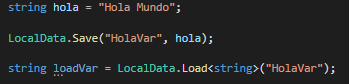 string hola = "Hola Mundo";
LocalData.Save("HolaVar", hola);
string loadVar = LocalData.Load<string>("HolaVar");